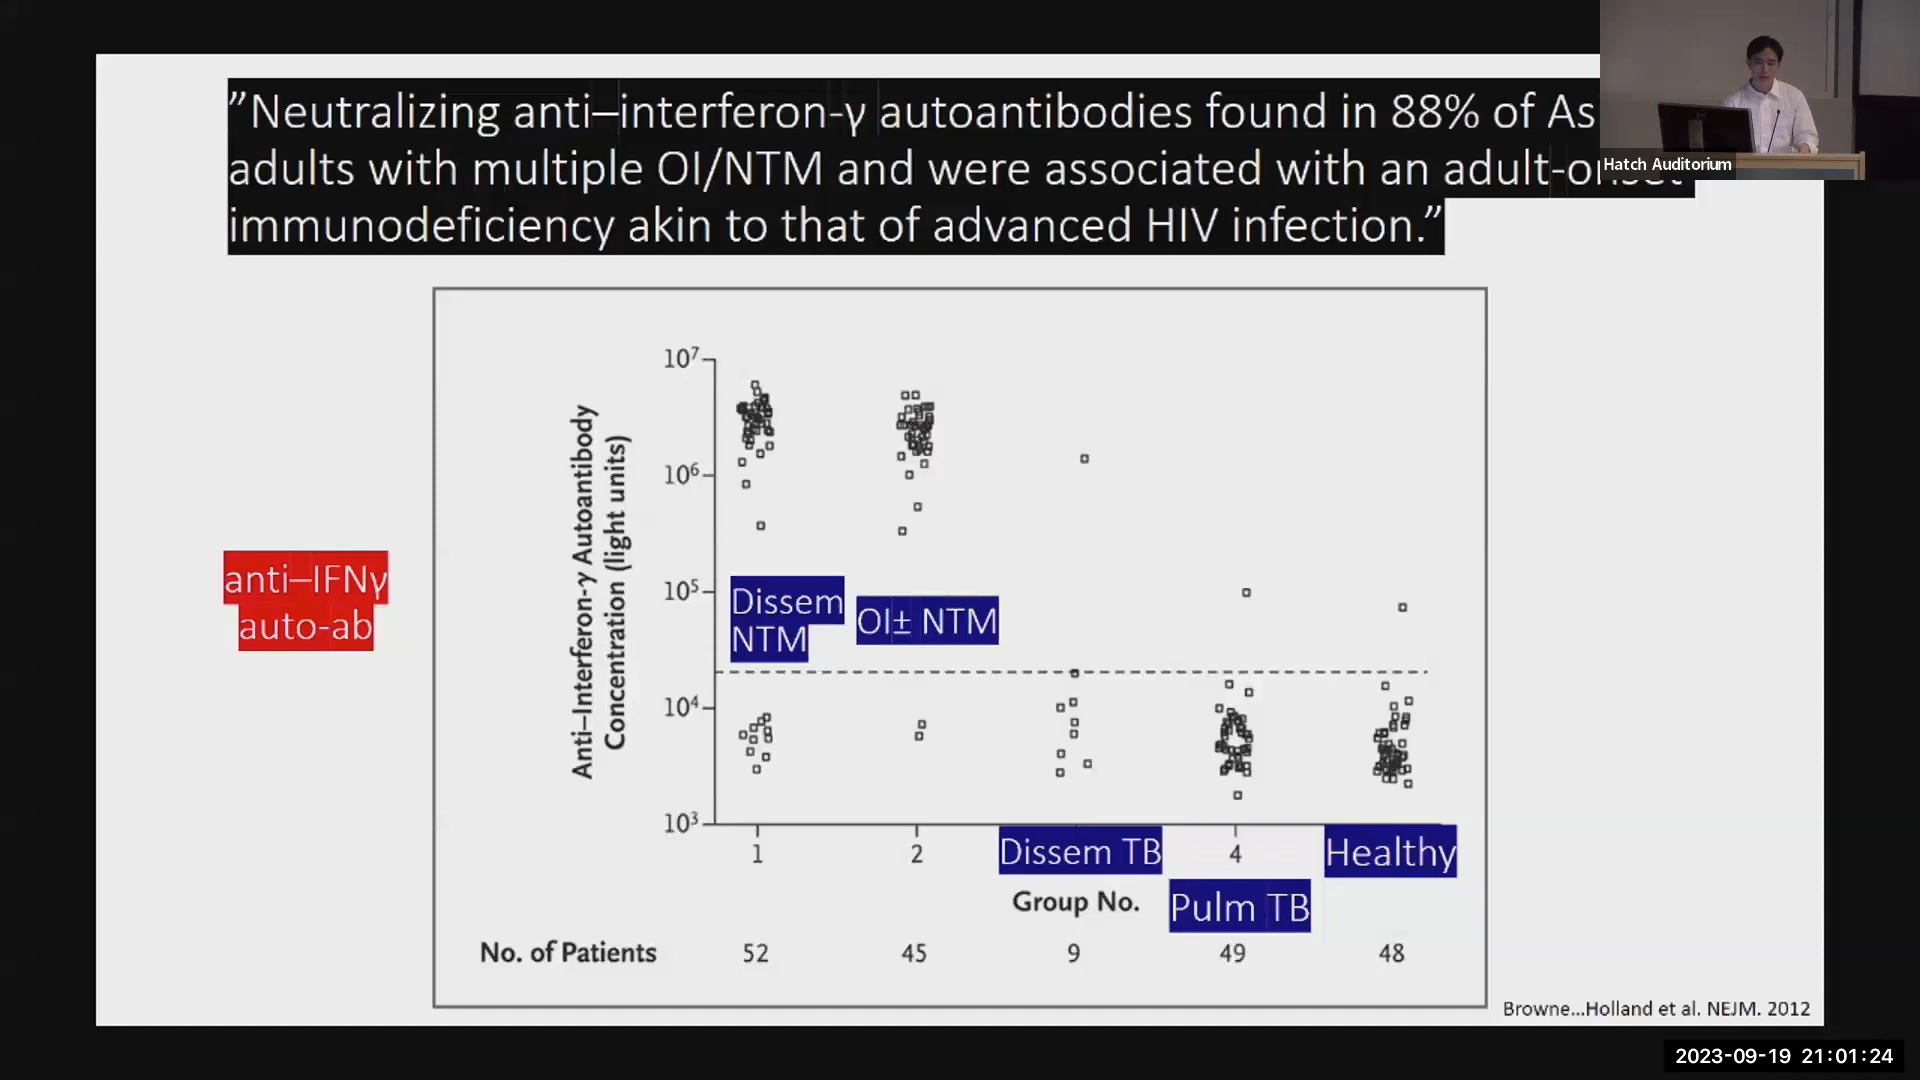 ”Neutralizing anti–interferon-γ autoantibodies found in 88% of As
adults with multiple OI/NTM and were associated with an adult-onset
immunodeficiency akin to that of advanced HIV infection.”
Hatch Auditorium
anti–IFNγ
auto-ab
Anti–Interferon-γ Autoantibody
Concentration (light units)
10⁷
10⁶
10⁵
10⁴
10³
Dissem
NTM
OI± NTM
1
2
Dissem TB
4
Healthy
Group No.
Pulm TB
No. of Patients
52
45
9
49
48
Browne...Holland et al. NEJM. 2012
2023-09-19 21:01:24